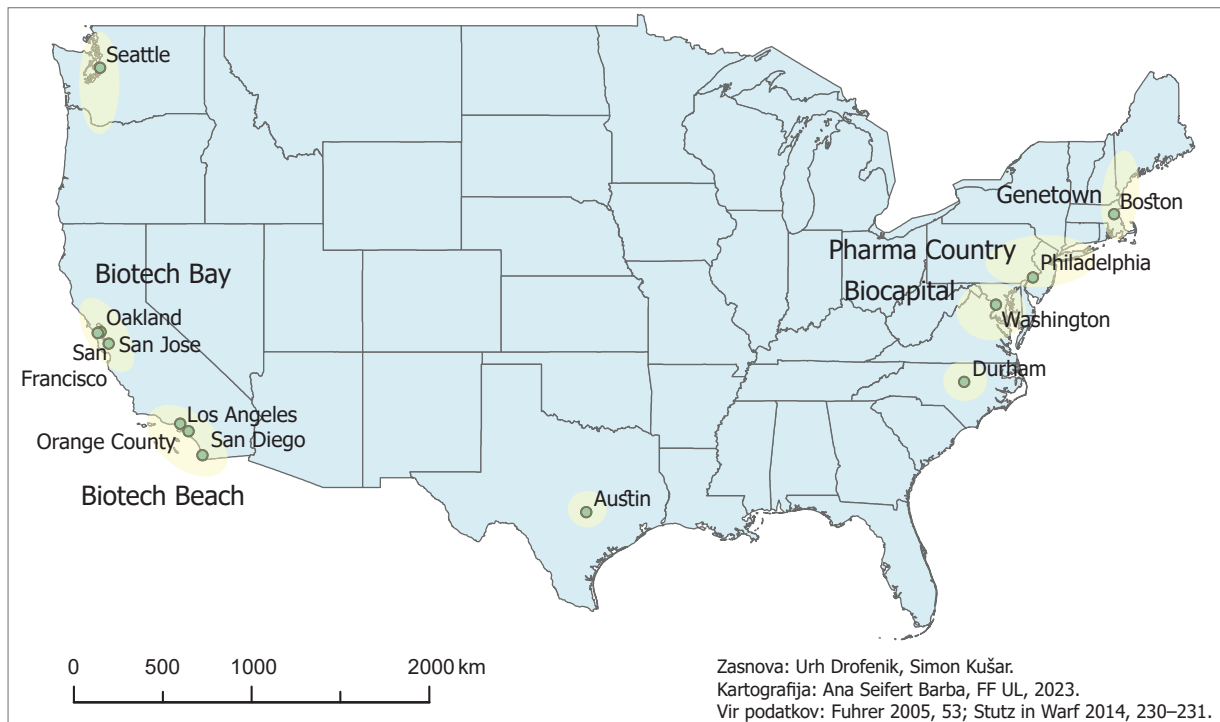 Seattle
Genetown
Boston
Pharma Country
Philadelphia
Biotech Bay
Biocapital
Washington
Oakland
San Jose
San
Francisco
Durham
Los Angeles
Orange County
San Diego
Biotech Beach
Austin
0 500 1000 2000 km
Zasnova: Urh Drofenik, Simon Kušar.
Kartografija: Ana Seifert Barba, FF UL, 2023.
Vir podatkov: Fuhrer 2005, 53; Stutz in Warf 2014, 230–231.